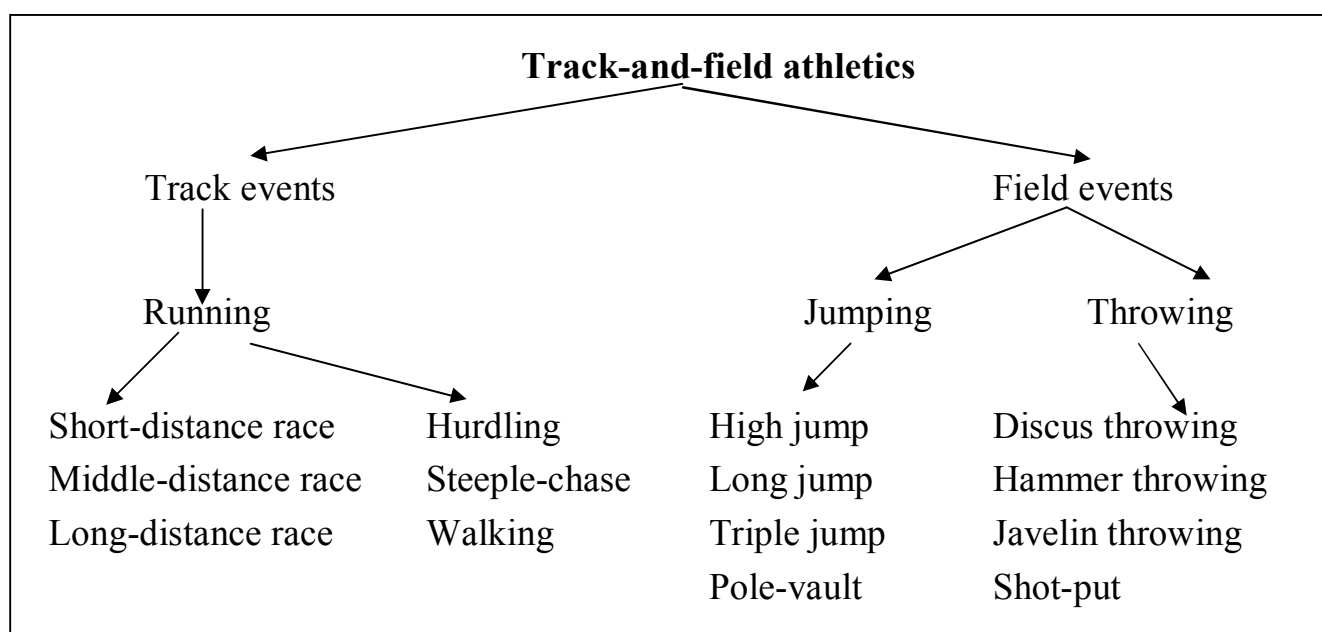 Track-and-field athletics
Track events
Field events
Running
Jumping
Throwing
Short-distance race
Middle-distance race
Long-distance race
Hurdling
Steeple-chase
Walking
High jump
Long jump
Triple jump
Pole-vault
Discus throwing
Hammer throwing
Javelin throwing
Shot-put